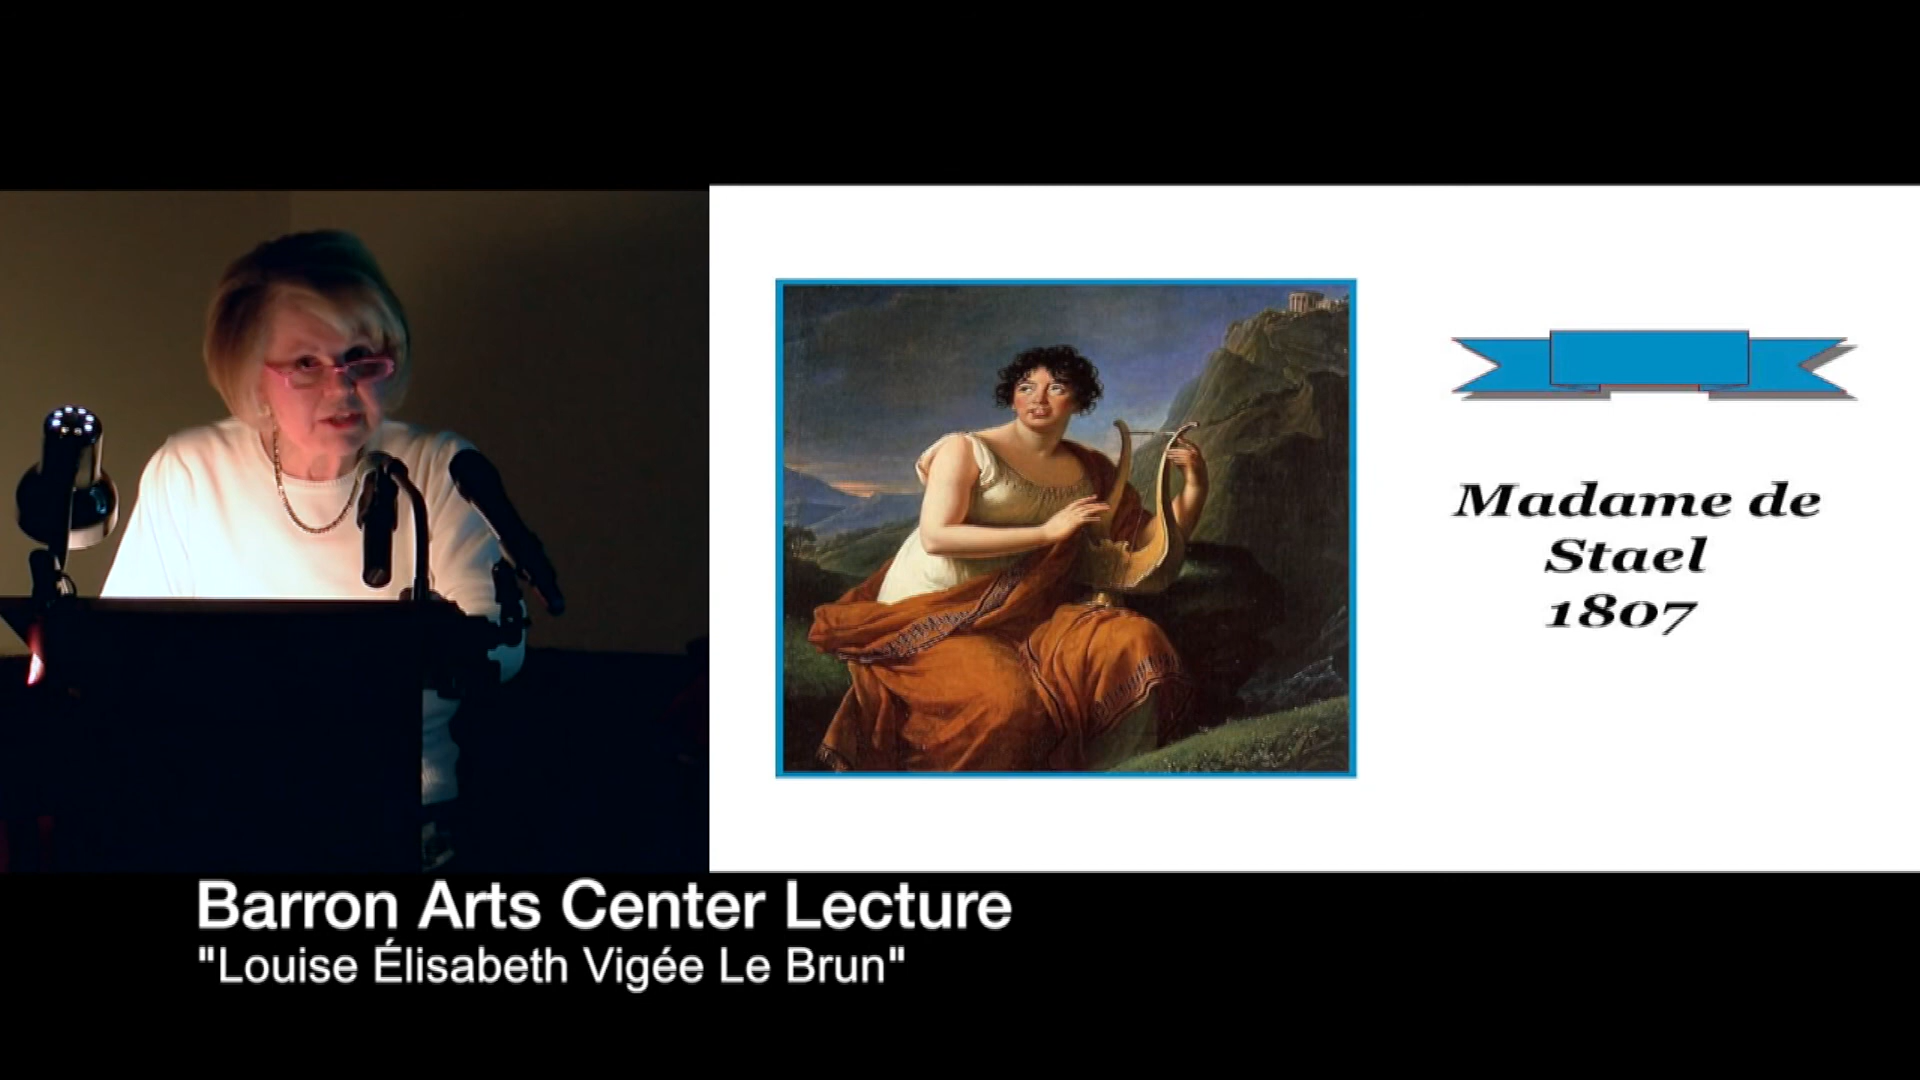 Madame de
Stael
1807
Barron Arts Center Lecture
"Louise Élisabeth Vigée Le Brun"